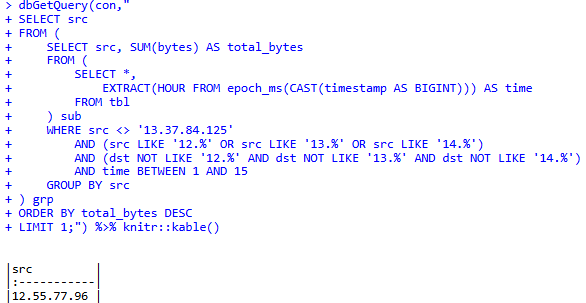 > dbGetQuery(con,"
+ SELECT src
+ FROM (
+     SELECT src, SUM(bytes) AS total_bytes
+     FROM (
+         SELECT *,
+             EXTRACT(HOUR FROM epoch_ms(CAST(timestamp AS BIGINT))) AS time
+         FROM tbl
+     ) sub
+     WHERE src <> '13.37.84.125'
+         AND (src LIKE '12.%' OR src LIKE '13.%' OR src LIKE '14.%')
+         AND (dst NOT LIKE '12.%' AND dst NOT LIKE '13.%' AND dst NOT LIKE '14.%')
+         AND time BETWEEN 1 AND 15
+     GROUP BY src
+ ) grp
+ ORDER BY total_bytes DESC
+ LIMIT 1;") %>% knitr::kable()
|src         |
|:-----------|
|12.55.77.96 |